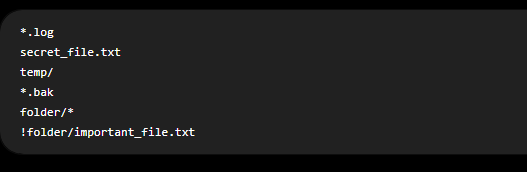 *.log
secret_file.txt
temp/
*.bak
folder/*
!folder/important_file.txt